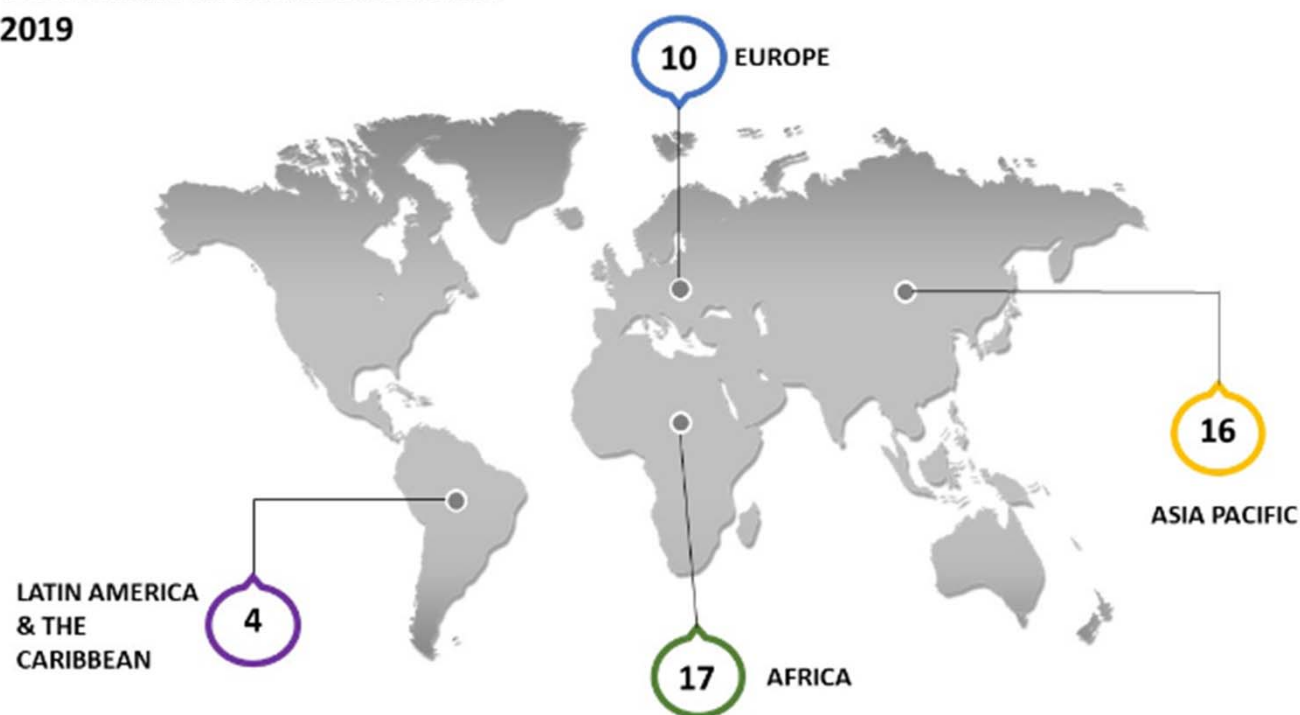 2019
10
EUROPE
16
ASIA PACIFIC
LATIN AMERICA
& THE
CARIBBEAN
4
17
AFRICA